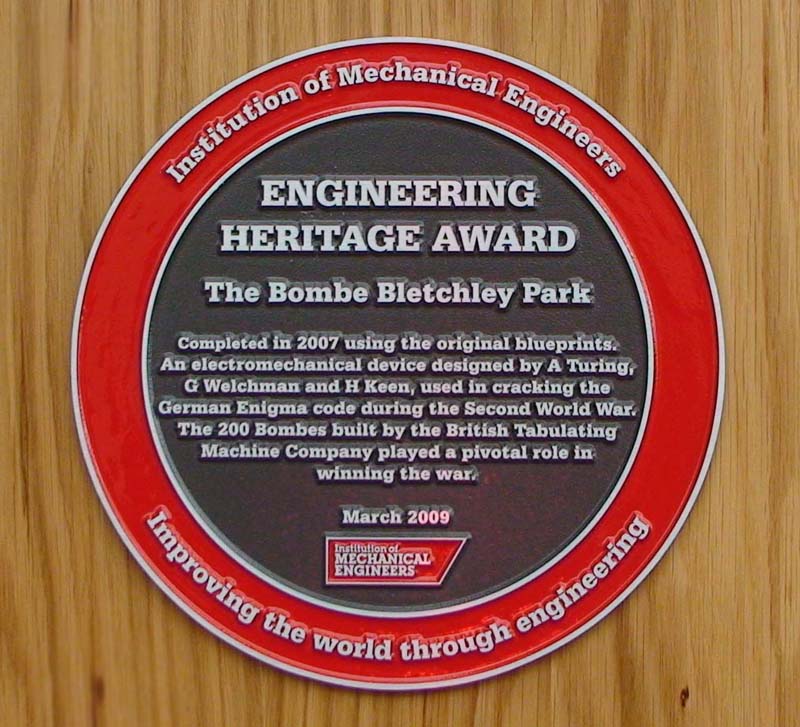 Institution of Mechanical Engineers
ENGINEERING
HERITAGE AWARD
The Bombe Bletchley Park
Completed in 2007 using the original blueprints.
An electromechanical device designed by A Turing,
G Welchman and H Keen, used in cracking the
German Enigma code during the Second World War.
The 200 Bombes built by the British Tabulating
Machine Company played a pivotal role in
winning the war.
March 2009
Institution of
MECHANICAL
ENGINEERS
Improving the world through engineering